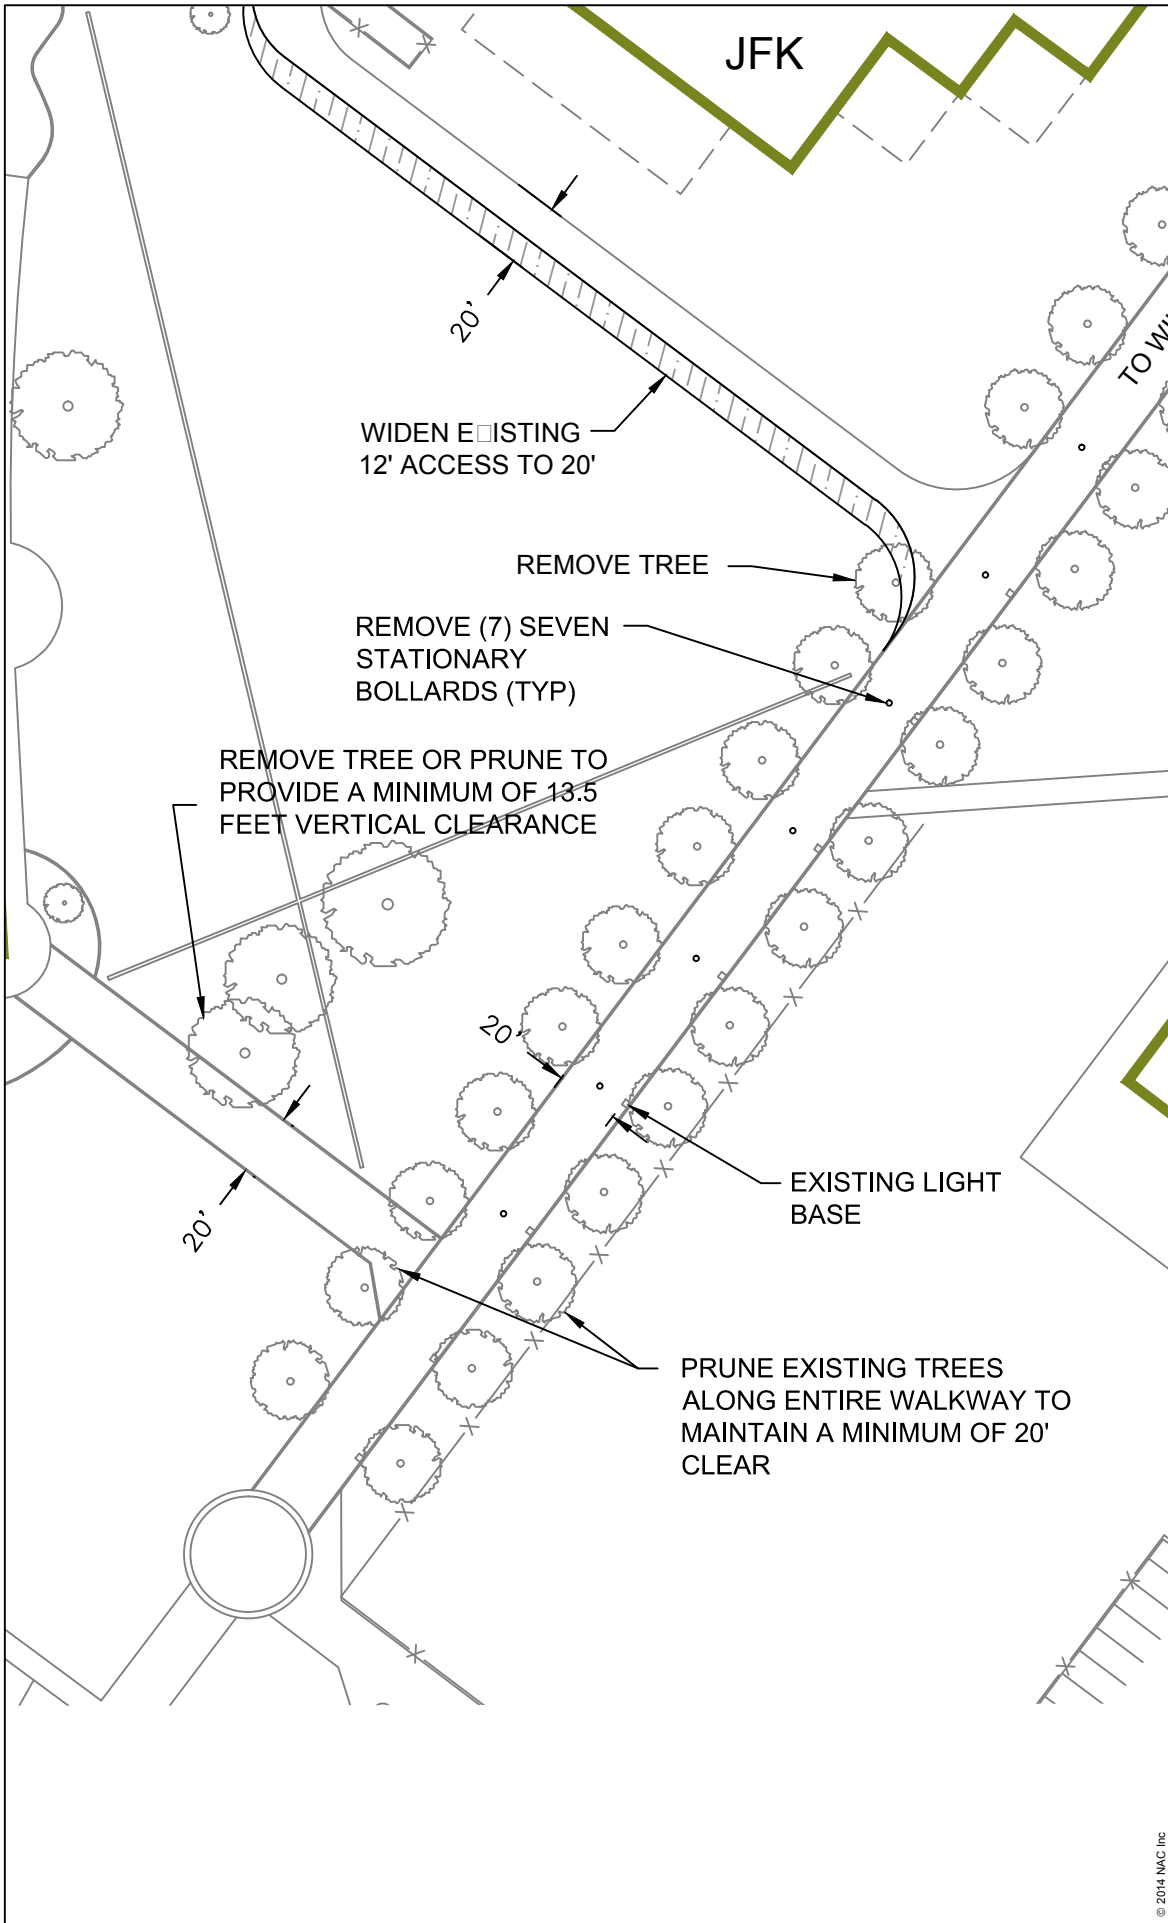 JFK
TO
20'
WIDEN E□ISTING
12' ACCESS TO 20'
REMOVE TREE
REMOVE (7) SEVEN
STATIONARY
BOLLARDS (TYP)
REMOVE TREE OR PRUNE TO
PROVIDE A MINIMUM OF 13.5
FEET VERTICAL CLEARANCE
20'
20'
EXISTING LIGHT
BASE
PRUNE EXISTING TREES
ALONG ENTIRE WALKWAY TO
MAINTAIN A MINIMUM OF 20'
CLEAR
© 2014 NAC Inc